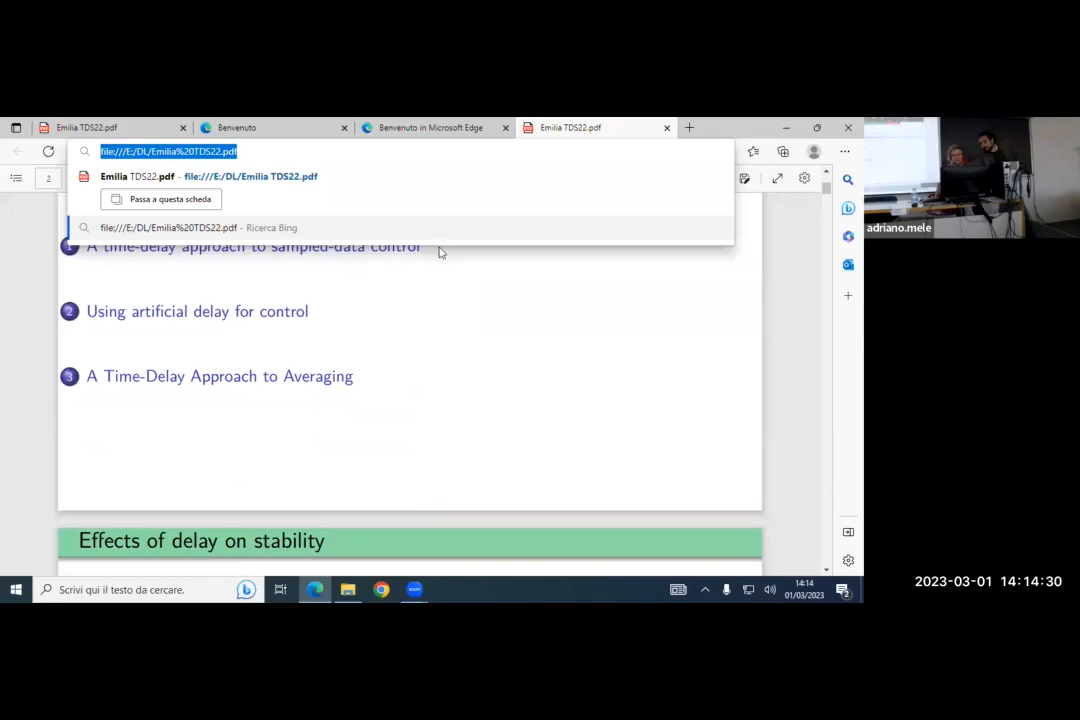 Emilia TDS22.pdf
Benvenuto
Benvenuto in Microsoft Edge
Emilia TDS22.pdf
file:///E:/DL/Emilia%20TDS22.pdf
2
Emilia TDS22.pdf - file:///E:/DL/Emilia TDS22.pdf
Passa a questa scheda
file:///E:/DL/Emilia%20TDS22.pdf - Ricerca Bing
adriano.mele
1 A time-delay approach to sampled-data control
2 Using artificial delay for control
3 A Time-Delay Approach to Averaging
Effects of delay on stability
Scrivi qui il testo da cercare.
14:14
01/03/2023
2
2023-03-01 14:14:30